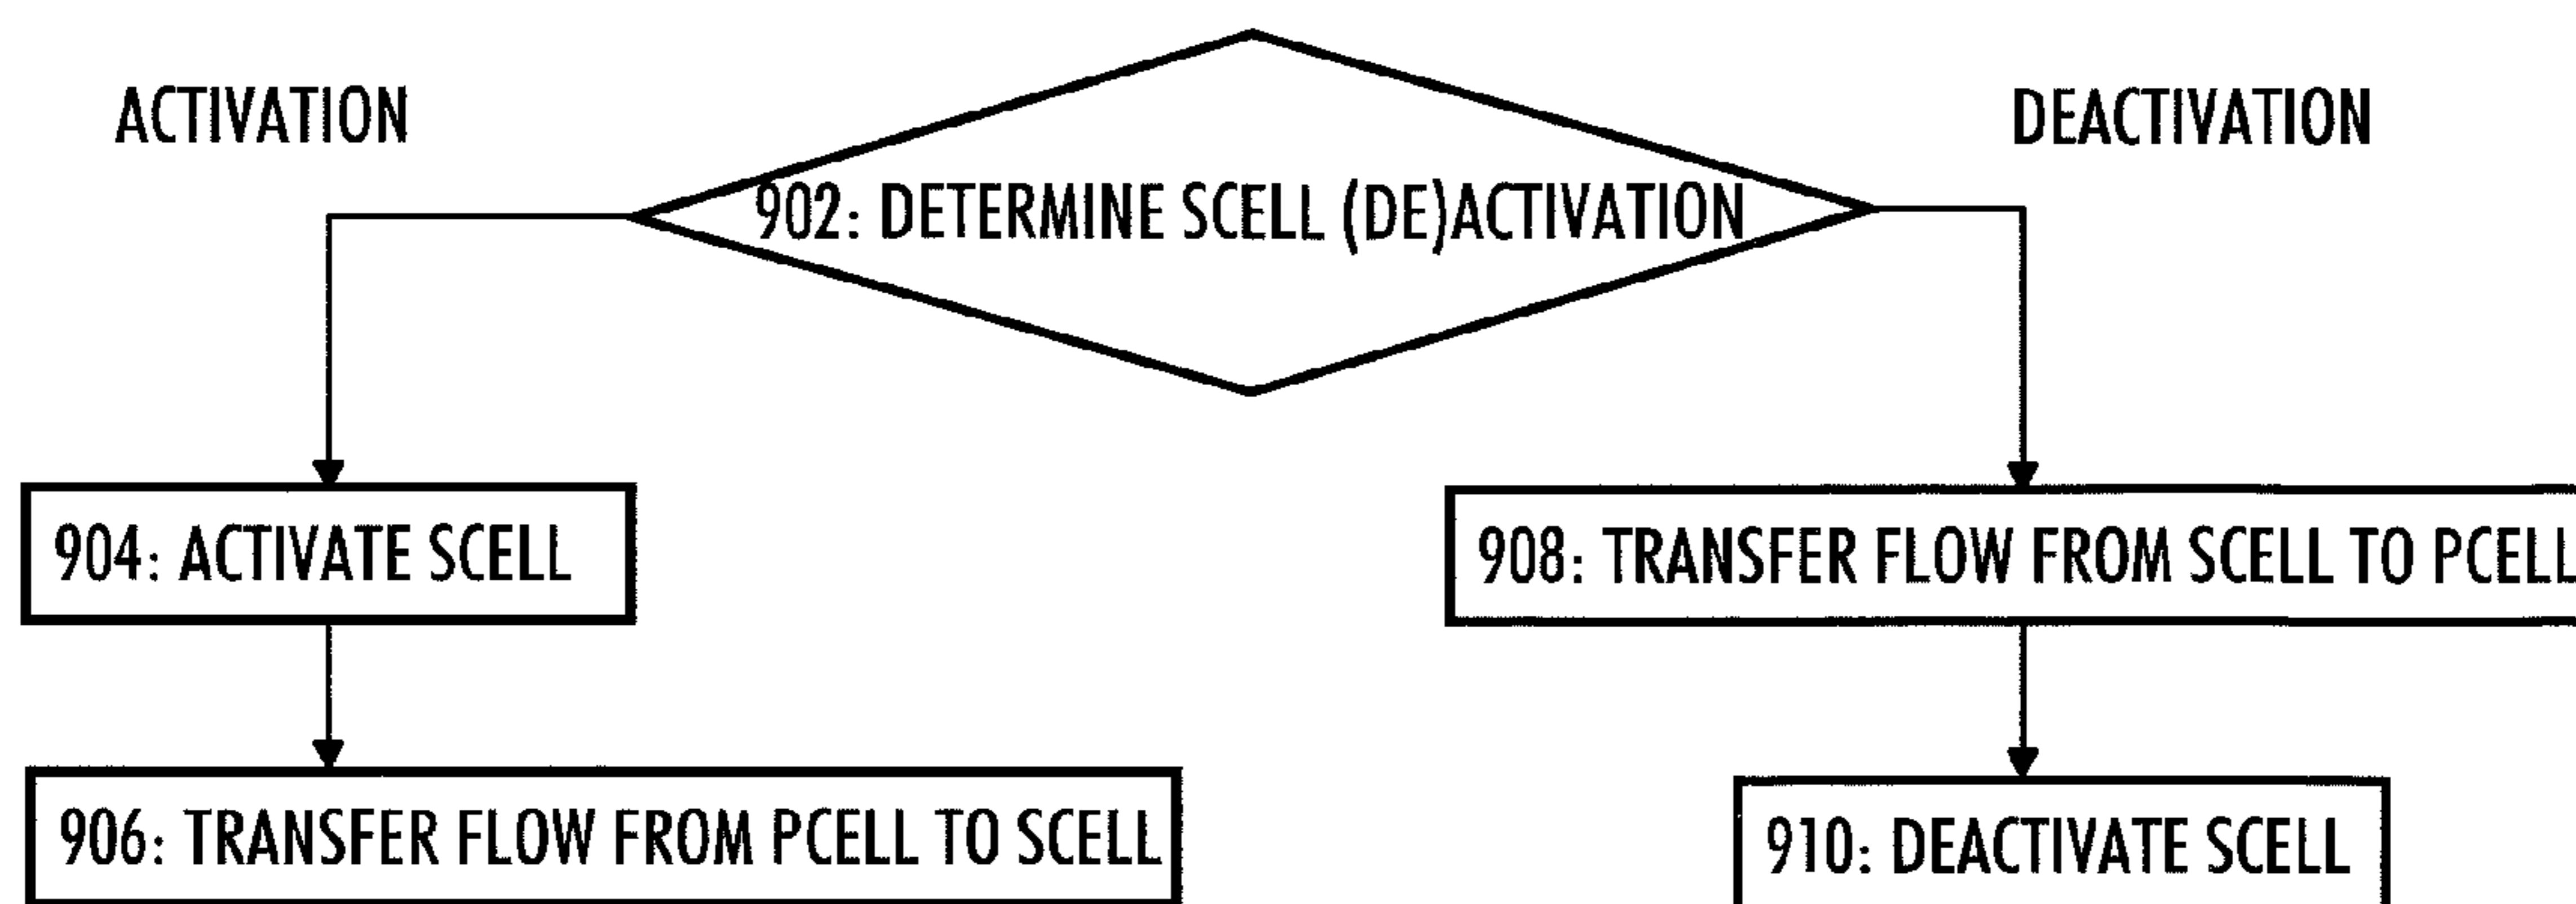 ACTIVATION
DEACTIVATION
902: DETERMINE SCELL (DE)ACTIVATION
904: ACTIVATE SCELL
908: TRANSFER FLOW FROM SCELL TO PCELL
906: TRANSFER FLOW FROM PCELL TO SCELL
910: DEACTIVATE SCELL